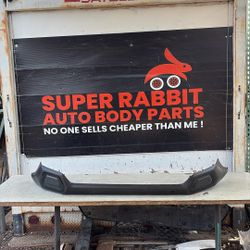 SUPER RABBIT
AUTO BODY PARTS
NO ONE SELLS CHEAPER THAN ME !